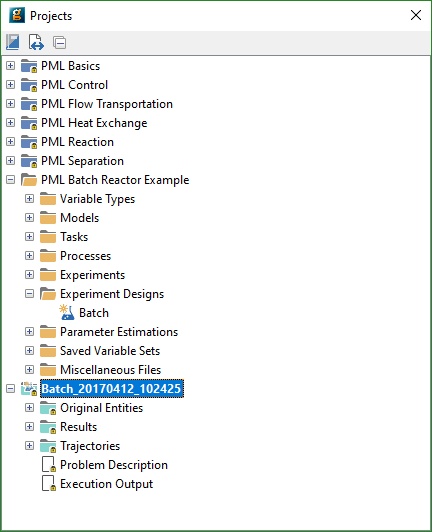 Projects
PML Basics
PML Control
PML Flow Transportation
PML Heat Exchange
PML Reaction
PML Separation
PML Batch Reactor Example
Variable Types
Models
Tasks
Processes
Experiments
Experiment Designs
Batch
Parameter Estimations
Saved Variable Sets
Miscellaneous Files
Batch_20170412_102425
Original Entities
Results
Trajectories
Problem Description
Execution Output